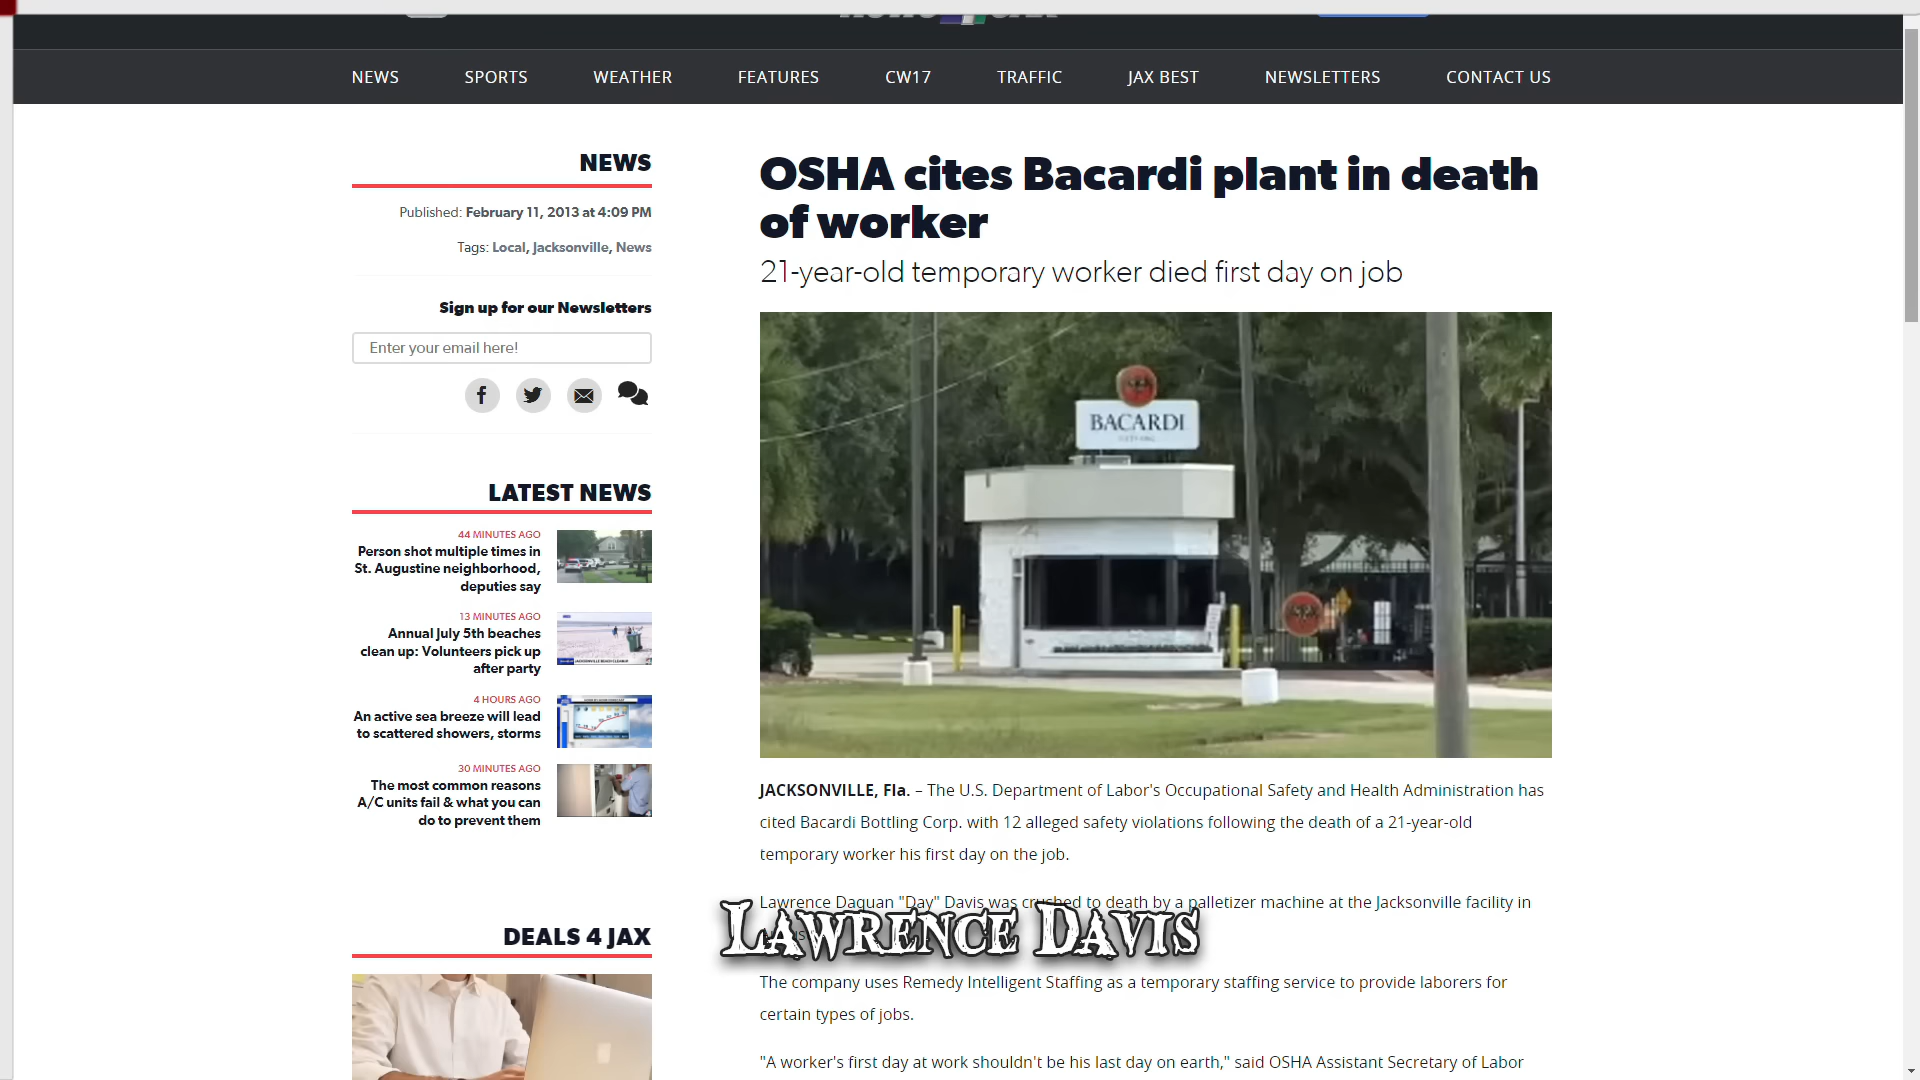 NEWS SPORTS WEATHER FEATURES CW17 TRAFFIC JAX BEST NEWSLETTERS CONTACT US
NEWS
Published: February 11, 2013 at 4:09 PM
Tags: Local, Jacksonville, News
Sign up for our Newsletters
Enter your email here!
LATEST NEWS
44 MINUTES AGO
Person shot multiple times in
St. Augustine neighborhood,
deputies say
13 MINUTES AGO
Annual July 5th beaches
clean up: Volunteers pick up
after party
4 HOURS AGO
An active sea breeze will lead
to scattered showers, storms
30 MINUTES AGO
The most common reasons
A/C units fail & what you can
do to prevent them
DEALS 4 JAX
OSHA cites Bacardi plant in death
of worker
21-year-old temporary worker died first day on job
BACARDI
JACKSONVILLE, Fla. – The U.S. Department of Labor's Occupational Safety and Health Administration has
cited Bacardi Bottling Corp. with 12 alleged safety violations following the death of a 21-year-old
temporary worker his first day on the job.
Lawrence Daquan "Day" Davis was crushed to death by a palletizer machine at the Jacksonville facility in
LAWRENCE DAVIS
The company uses Remedy Intelligent Staffing as a temporary staffing service to provide laborers for
certain types of jobs.
"A worker's first day at work shouldn't be his last day on earth," said OSHA Assistant Secretary of Labor